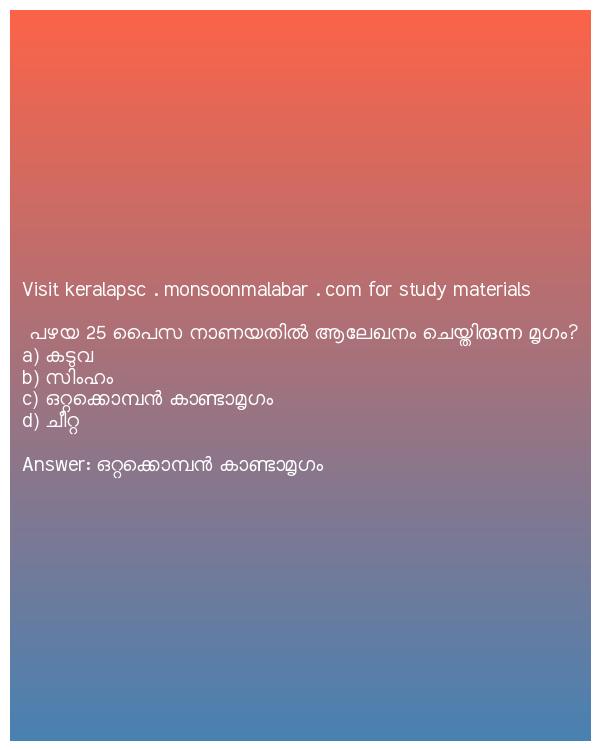 Visit keralapsc . monsoonmalabar . com for study materials
പഴയ 25 പൈസ നാണയതിൽ ആലേഖനം ചെയ്തിരുന്ന മൃഗം?
a) കടുവ
b) സിംഹം
c) ഒറ്റക്കൊമ്പൻ കാണ്ടാമൃഗം
d) ചീറ്റ
Answer: ഒറ്റക്കൊമ്പൻ കാണ്ടാമൃഗം